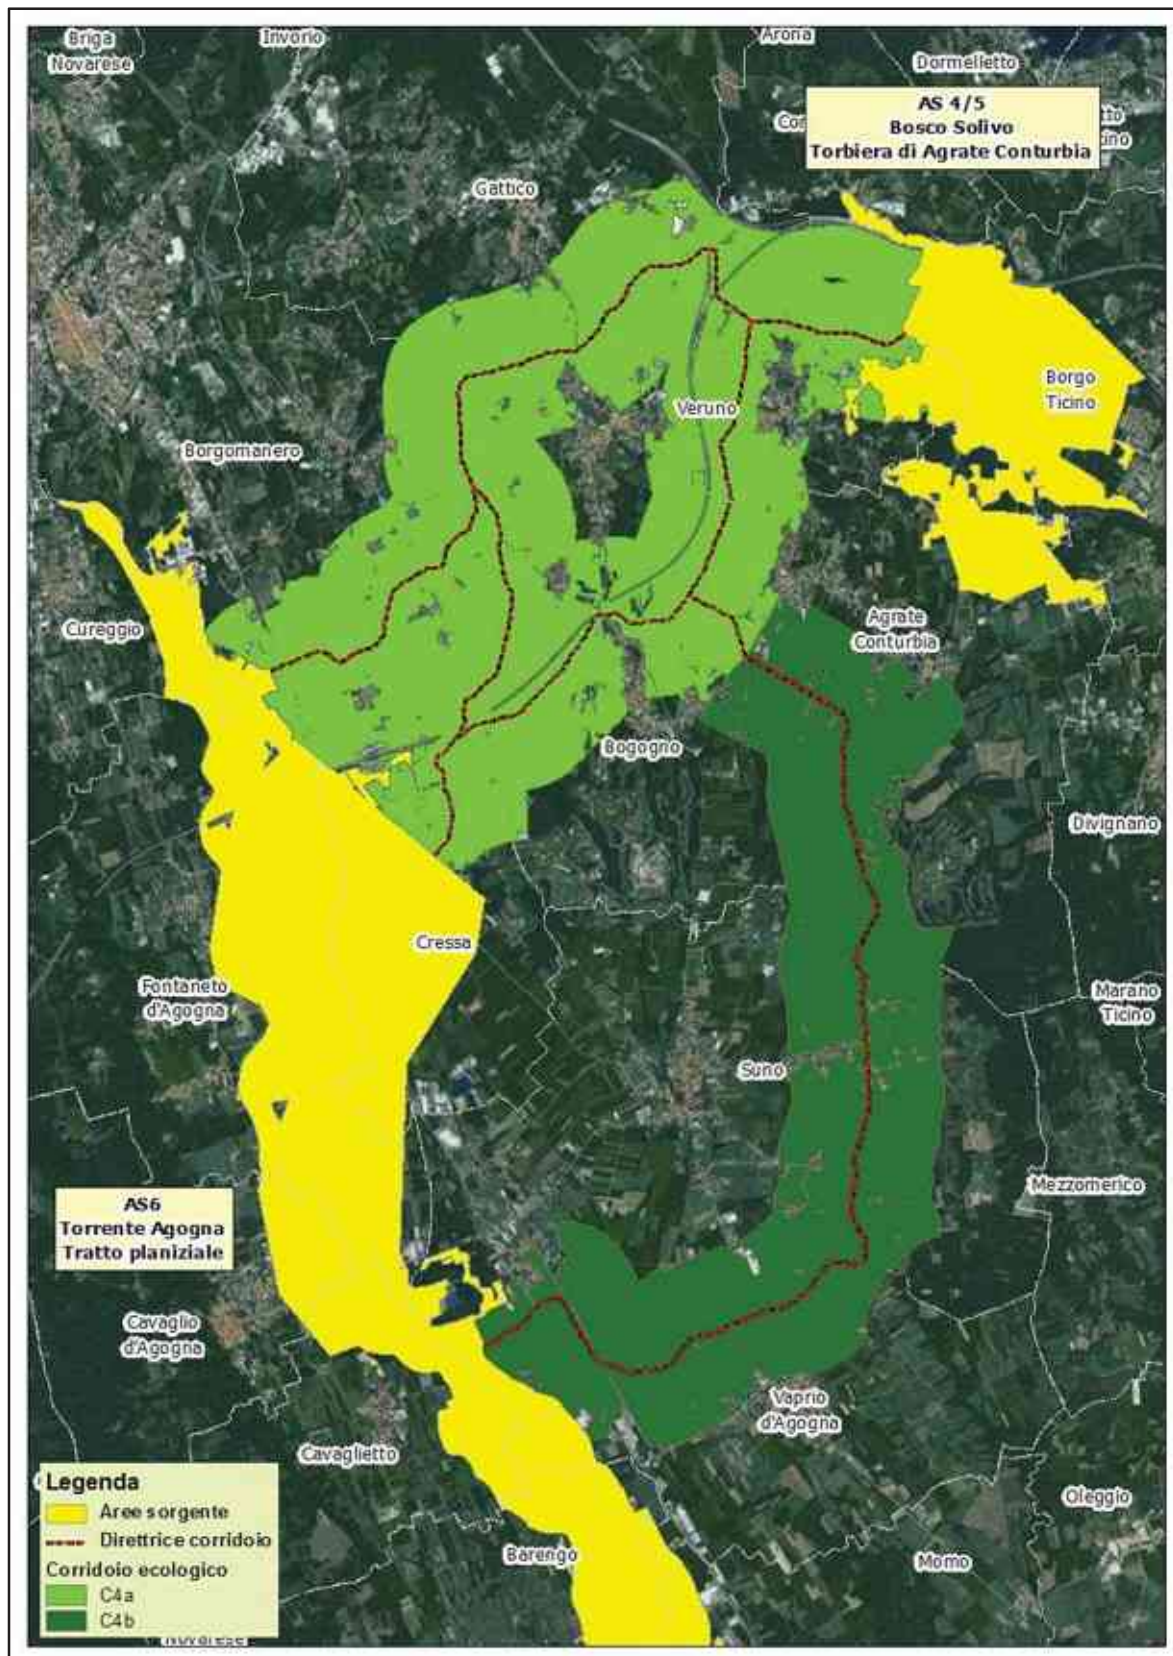 Briga
Novarese
Invorio
Arona
Dormelletto
AS 4/5
Bosco Solivo
Torbiera di Agrate Conturbia
Gattico
Borgo
Ticino
Veruno
Borgomanero
Cureggio
Agrate
Conturbia
Bogogno
Divignano
Cressa
Fontaneto
d'Agogna
Marano
Ticino
Suno
Mezzomerico
AS6
Torrente Agogna
Tratto planiziale
Cavaglio
d'Agogna
Vaprio
d'Agogna
Cavaglietto
Oleggio
Barengo
Momo
Legenda
Aree sorgente
Direttrice corridoio
Corridoio ecologico
C4a
C4b